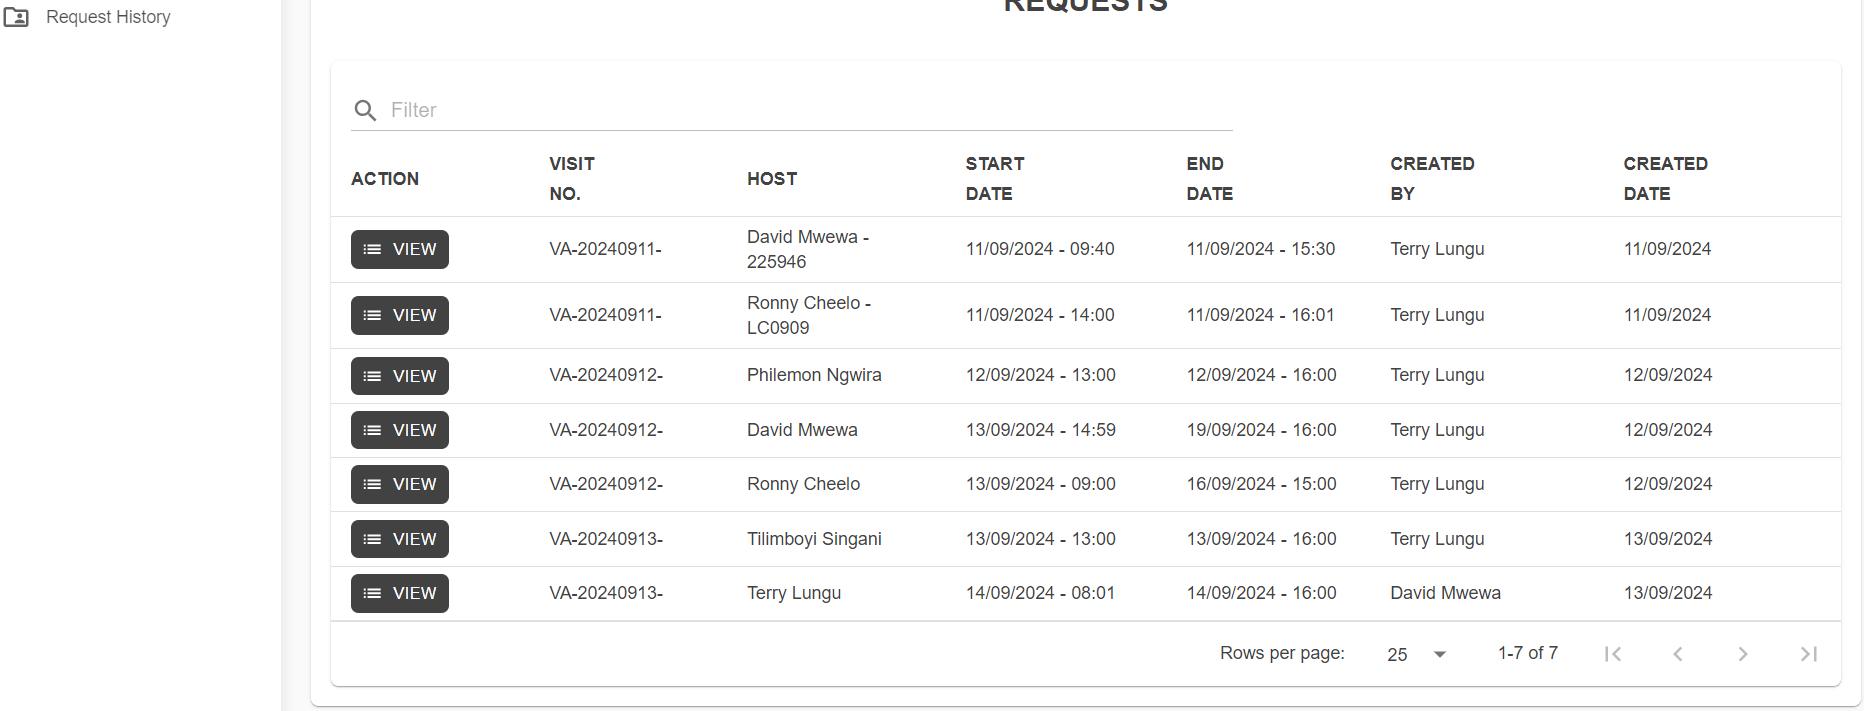 Request History
REQUESTS
Filter
ACTION VISIT NO. HOST START DATE END DATE CREATED BY CREATED DATE
VIEW VA-20240911- David Mwewa - 225946 11/09/2024 - 09:40 11/09/2024 - 15:30 Terry Lungu 11/09/2024
VIEW VA-20240911- Ronny Cheelo - LC0909 11/09/2024 - 14:00 11/09/2024 - 16:01 Terry Lungu 11/09/2024
VIEW VA-20240912- Philemon Ngwira 12/09/2024 - 13:00 12/09/2024 - 16:00 Terry Lungu 12/09/2024
VIEW VA-20240912- David Mwewa 13/09/2024 - 14:59 19/09/2024 - 16:00 Terry Lungu 12/09/2024
VIEW VA-20240912- Ronny Cheelo 13/09/2024 - 09:00 16/09/2024 - 15:00 Terry Lungu 12/09/2024
VIEW VA-20240913- Tilimboyi Singani 13/09/2024 - 13:00 13/09/2024 - 16:00 Terry Lungu 13/09/2024
VIEW VA-20240913- Terry Lungu 14/09/2024 - 08:01 14/09/2024 - 16:00 David Mwewa 13/09/2024
Rows per page: 25 1-7 of 7